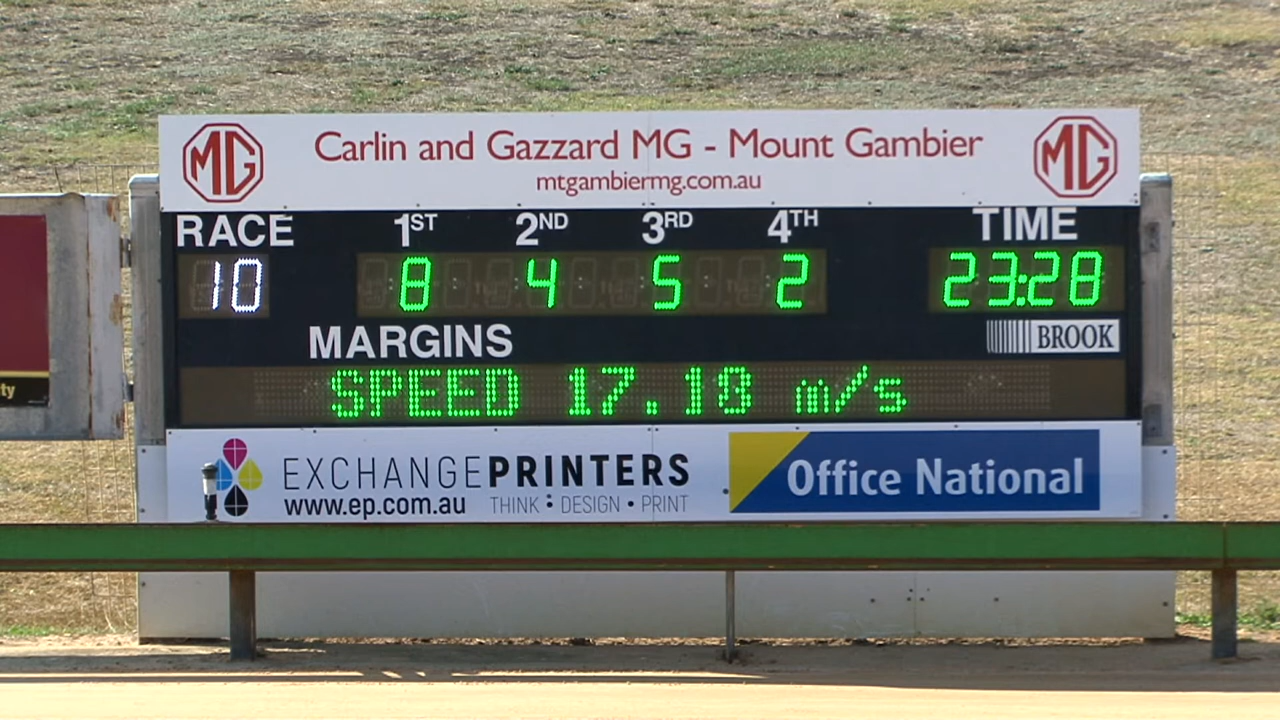 MG
Carlin and Gazzard MG - Mount Gambier
MG
mtgambiermg.com.au
RACE 1ST 2ND 3RD 4TH TIME
10 8 4 5 2 23:28
MARGINS
BROOK
SPEED 17.18 m/s
ty
EXCHANGEPRINTERS
www.ep.com.au THINK : DESIGN • PRINT
Office National